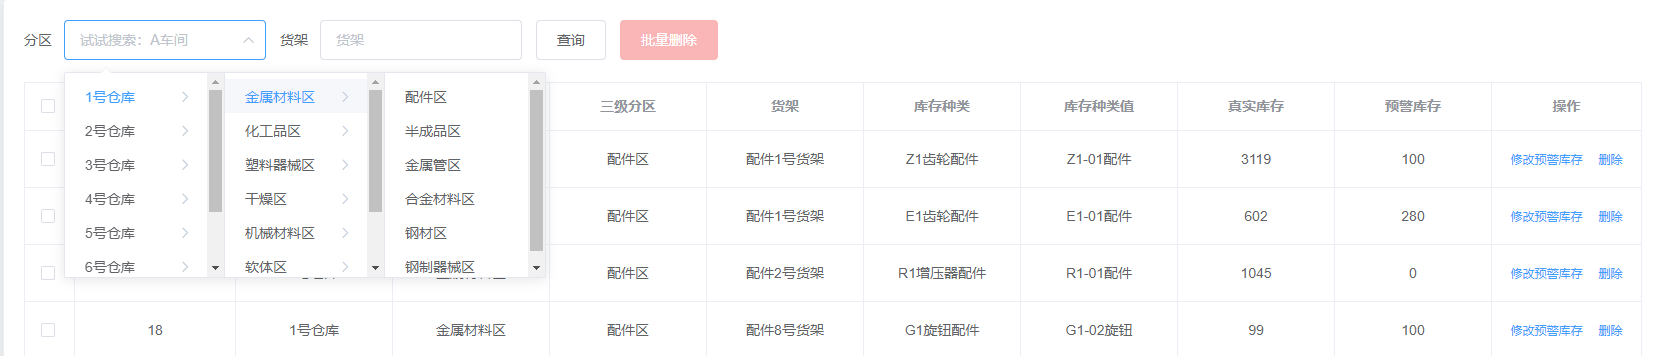 分区 试试搜索：A车间 货架 货架 查询 批量删除
1号仓库 金属材料区 配件区 三级分区 货架 库存种类 库存种类值 真实库存 预警库存 操作
2号仓库 化工品区 半成品区
3号仓库 塑料器械区 金属管区 配件区 配件1号货架 Z1齿轮配件 Z1-01配件 3119 100 修改预警库存 删除
4号仓库 干燥区 合金材料区 配件区 配件1号货架 E1齿轮配件 E1-01配件 602 280 修改预警库存 删除
5号仓库 机械材料区 钢材区
6号仓库 软体区 钢制器械区 配件区 配件2号货架 R1增压器配件 R1-01配件 1045 0 修改预警库存 删除
18 1号仓库 金属材料区 配件区 配件8号货架 G1旋钮配件 G1-02旋钮 99 100 修改预警库存 删除